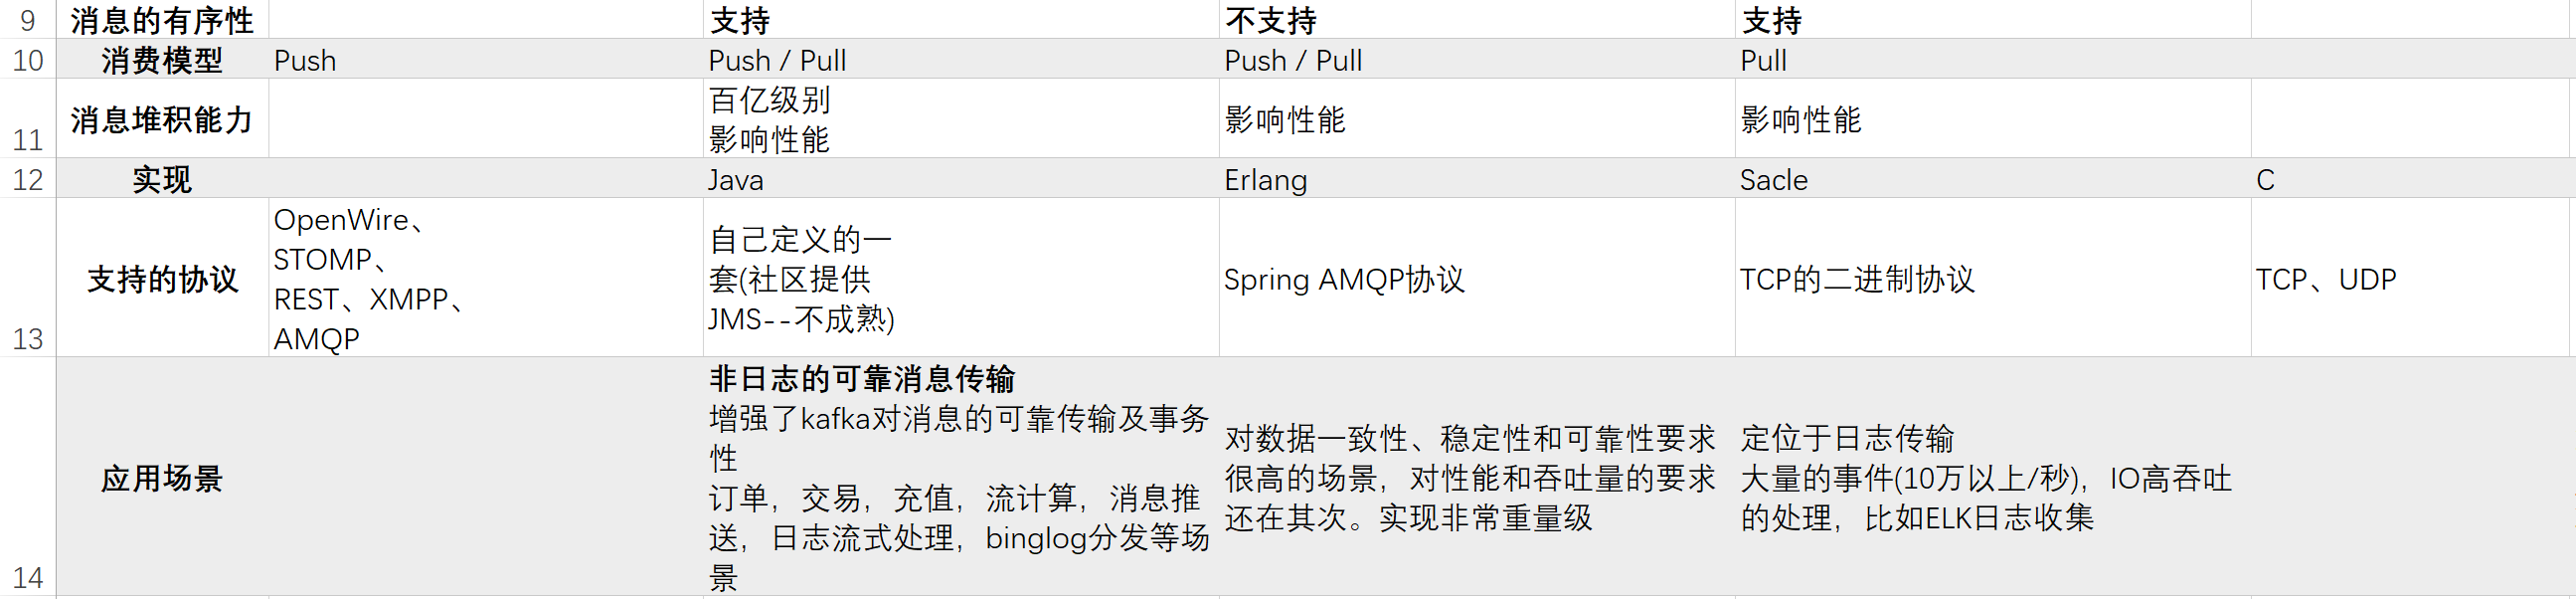 9 消息的有序性 支持 不支持 支持
10 消费模型 Push Push / Pull Push / Pull Pull
11 消息堆积能力 百亿级别
影响性能 影响性能 影响性能
12 实现 Java Erlang Sacle C
13 支持的协议
OpenWire、
STOMP、
REST、XMPP、
AMQP
自己定义的一
套(社区提供
JMS--不成熟)
Spring AMQP协议
TCP的二进制协议
TCP、UDP
14 应用场景
非日志的可靠消息传输
增强了kafka对消息的可靠传输及事务
性
订单，交易，充值，流计算，消息推
送，日志流式处理，binglog分发等场
景
对数据一致性、稳定性和可靠性要求
很高的场景，对性能和吞吐量的要求
还在其次。实现非常重量级
定位于日志传输
大量的事件(10万以上/秒)，IO高吞吐
的处理，比如ELK日志收集